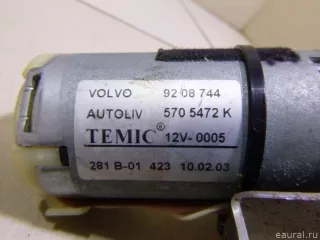 VOLVO 92 08 744
AUTOLIV 570 5472 K
TEMIC® 12V-0005
281 B-01 423 10.02.03
eaural.ru